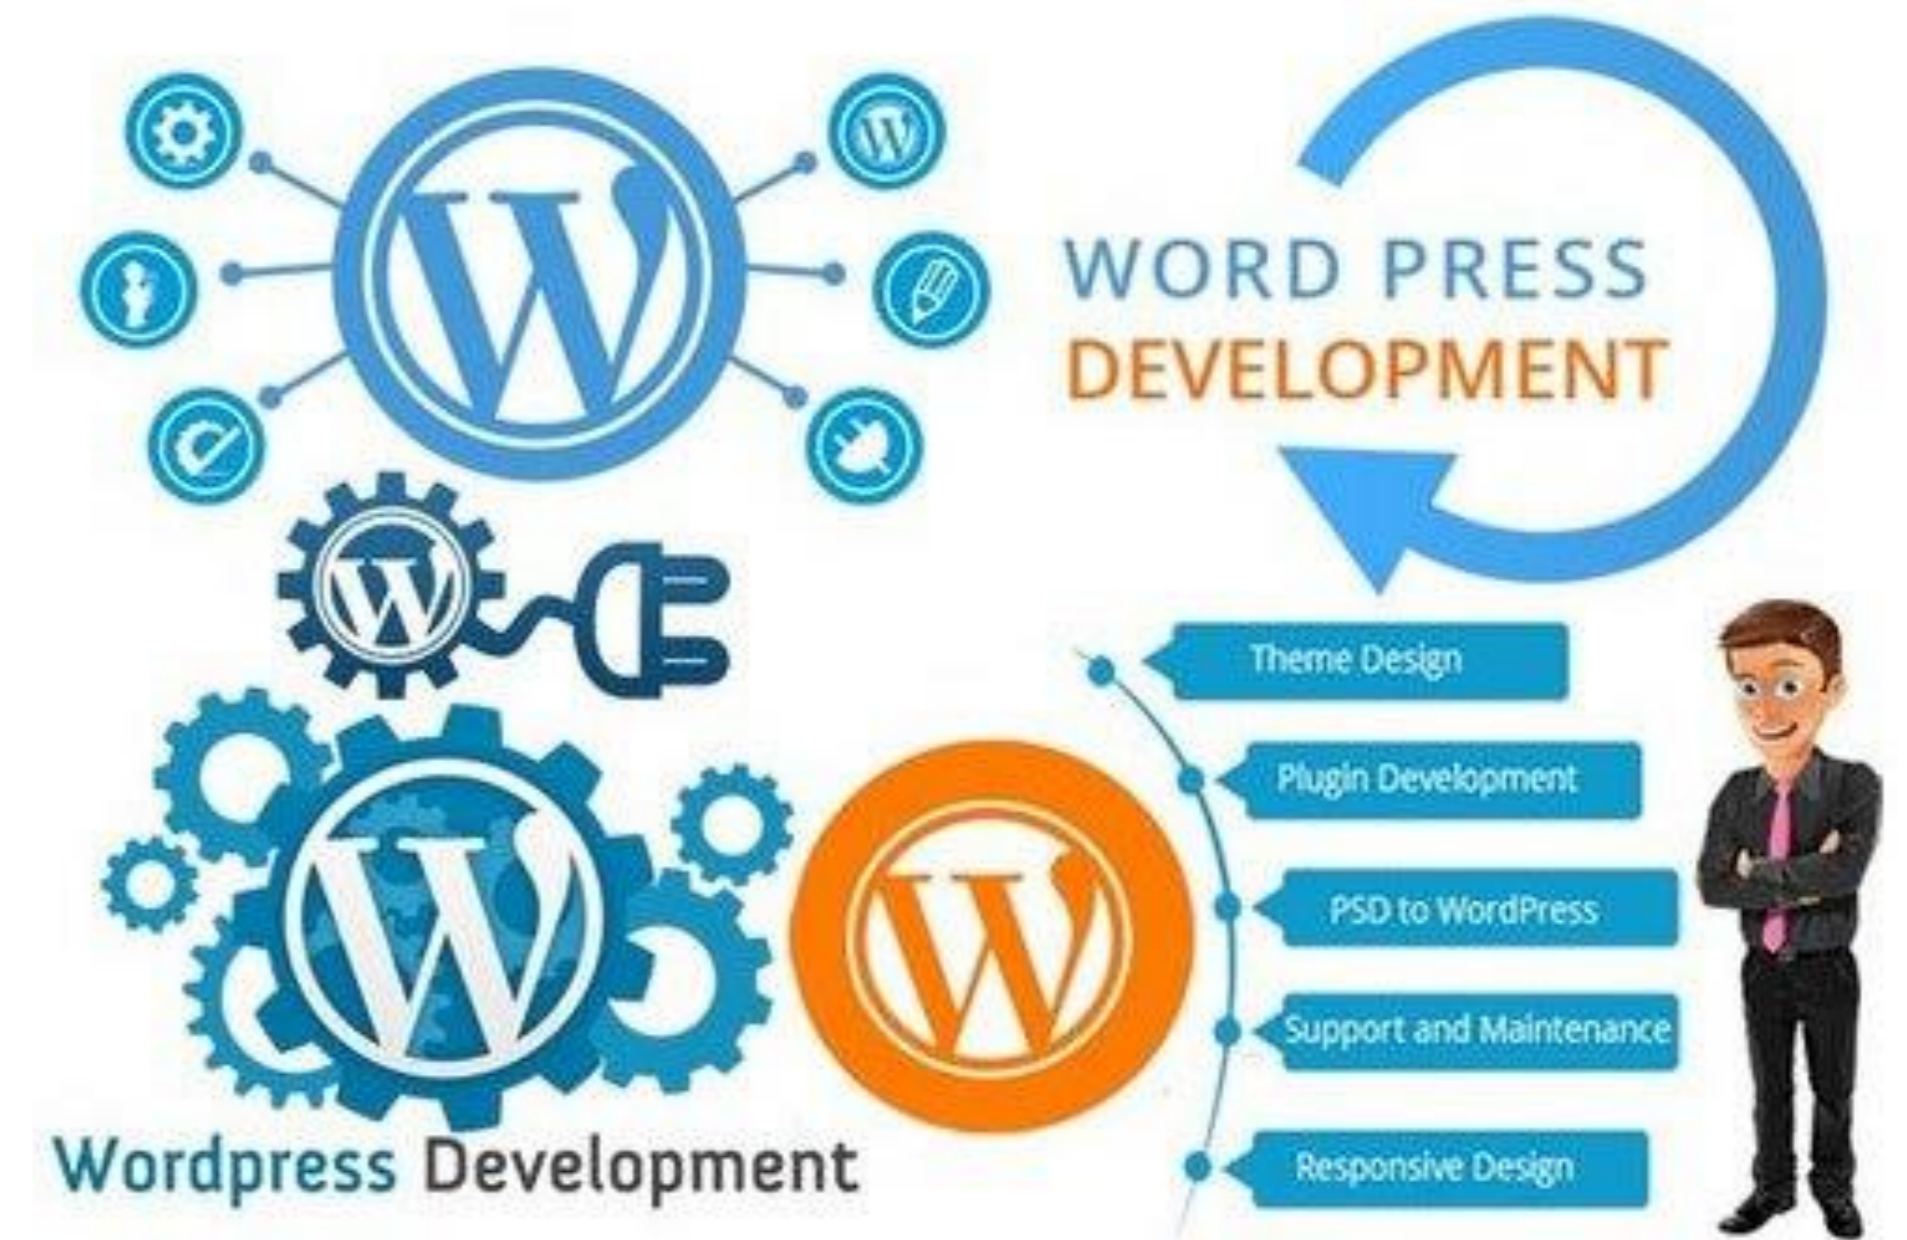 WORD PRESS
DEVELOPMENT
Theme Design
Plugin Development
PSD to WordPress
Support and Maintenance
Responsive Design
Wordpress Development